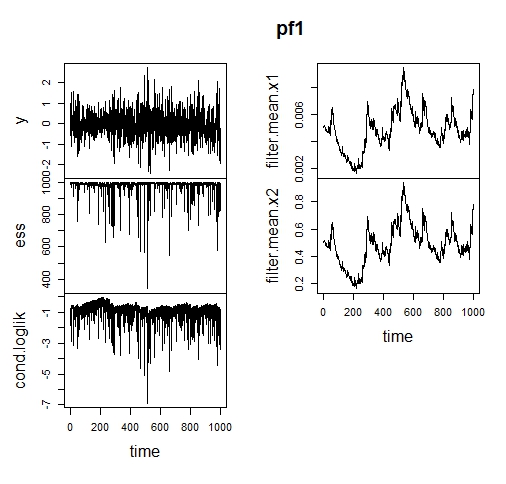 pf1
y
-2 -1 0 1 2
ess
400 600 800 1000
cond.loglik
-7 -5 -3 -1
0 200 400 600 800 1000
time
filter.mean.x1
0.002 0.006
filter.mean.x2
0.2 0.4 0.6 0.8
0 200 400 600 800 1000
time